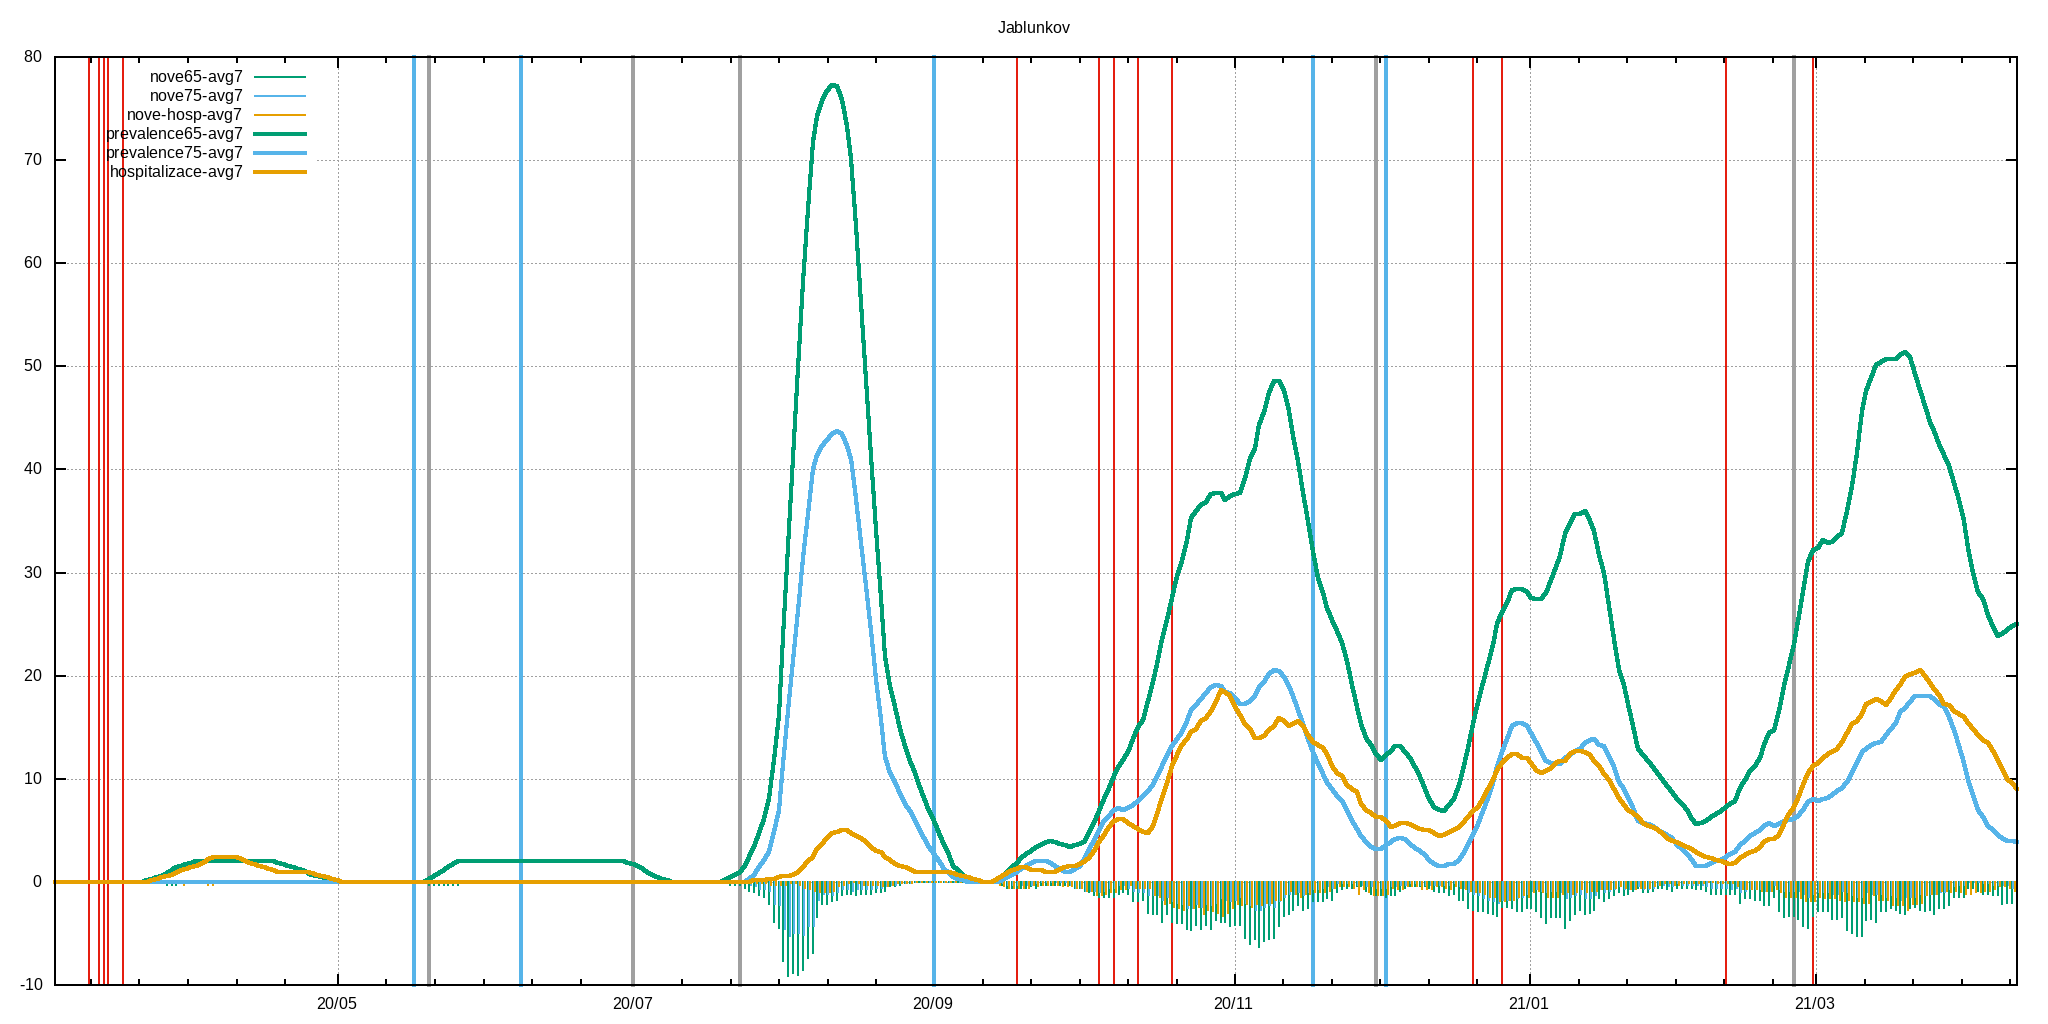 Jablunkov
80
70
60
50
40
30
20
10
0
-10
nove65-avg7
nove75-avg7
nove-hosp-avg7
prevalence65-avg7
prevalence75-avg7
hospitalizace-avg7
20/05 20/07 20/09 20/11 21/01 21/03